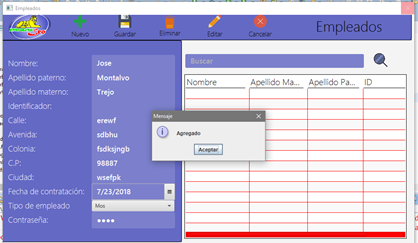 Empleados
Nuevo
Guardar
Eliminar
Editar
Cancelar
Empleados
Nombre: Jose
Apellido paterno: Montalvo
Apellido materno: Trejo
Identificador:
Calle: erewf
Avenida: sdbhu
Colonia: fsdksjngb
C.P: 98887
Ciudad: wsefpk
Fecha de contratación: 7/23/2018
Tipo de empleado Mos
Contraseña:
Buscar
Nombre Apellido Ma... Apellido Pa... ID
Mensaje
Agregado
Aceptar